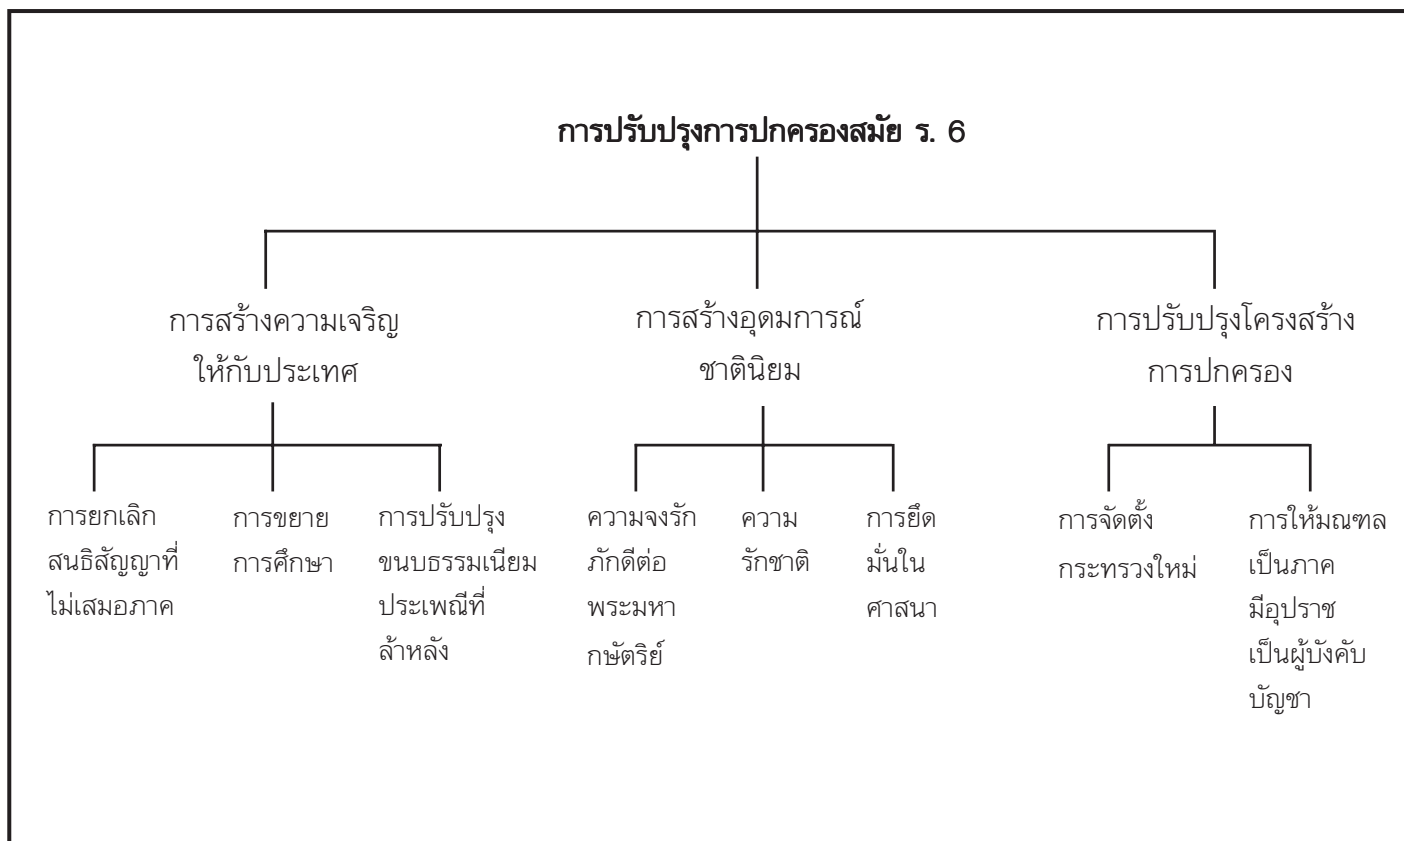 การปรับปรุงการปกครองสมัย ร. 6
การสร้างความเจริญ
ให้กับประเทศ
การสร้างอุดมการณ์
ชาตินิยม
การปรับปรุงโครงสร้าง
การปกครอง
การยกเลิก
สนธิสัญญาที่
ไม่เสมอภาค
การขยาย
การศึกษา
การปรับปรุง
ขนบธรรมเนียม
ประเพณีที่
ล้าหลัง
ความจงรัก
ภักดีต่อ
พระมหา
กษัตริย์
ความ
รักชาติ
การยึด
มั่นใน
ศาสนา
การจัดตั้ง
กระทรวงใหม่
การให้มณฑล
เป็นภาค
มีอุปราช
เป็นผู้บังคับ
บัญชา